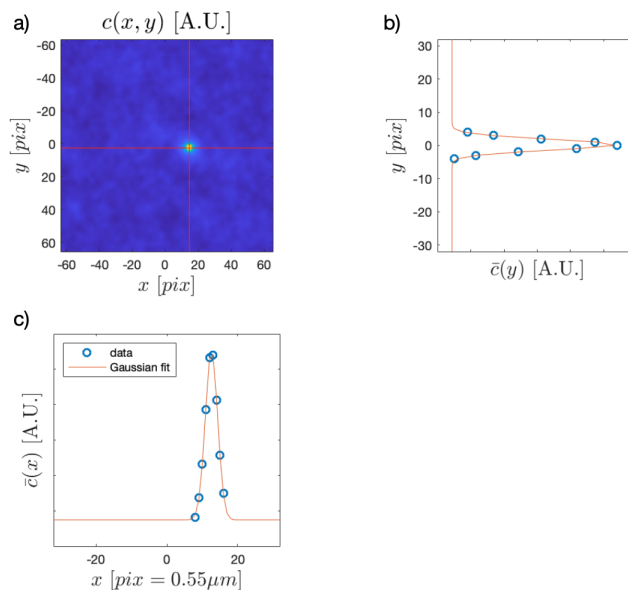 a)
c(x, y) [A.U.]
-60
-40
-20
0
20
40
60
y [pix]
-60 -40 -20 0 20 40 60
x [pix]
b)
30
20
10
0
-10
-20
-30
y [pix]
c̄(y) [A.U.]
c)
data
Gaussian fit
c̄(x) [A.U.]
-20 0 20
x [pix = 0.55μm]